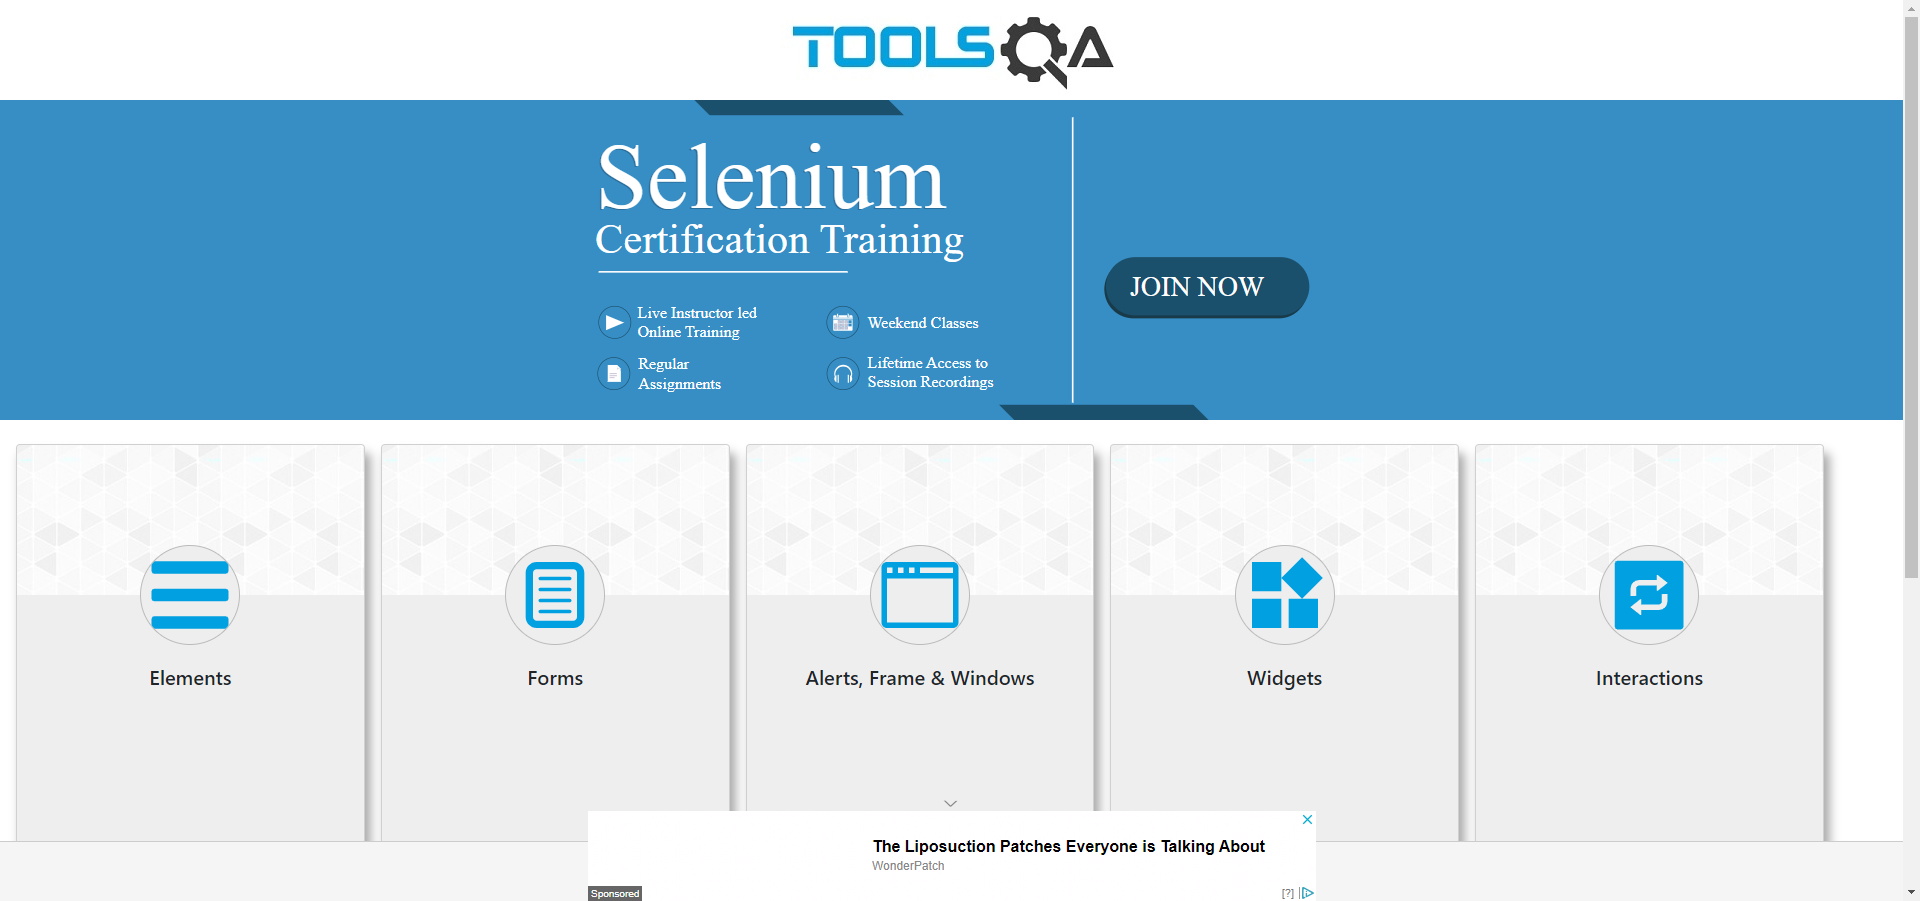 TOOLSQA
Selenium
Certification Training
JOIN NOW
Live Instructor led
Online Training
Weekend Classes
Regular
Assignments
Lifetime Access to
Session Recordings
Elements
Forms
Alerts, Frame & Windows
Widgets
Interactions
The Liposuction Patches Everyone is Talking About
WonderPatch
Sponsored
[?]